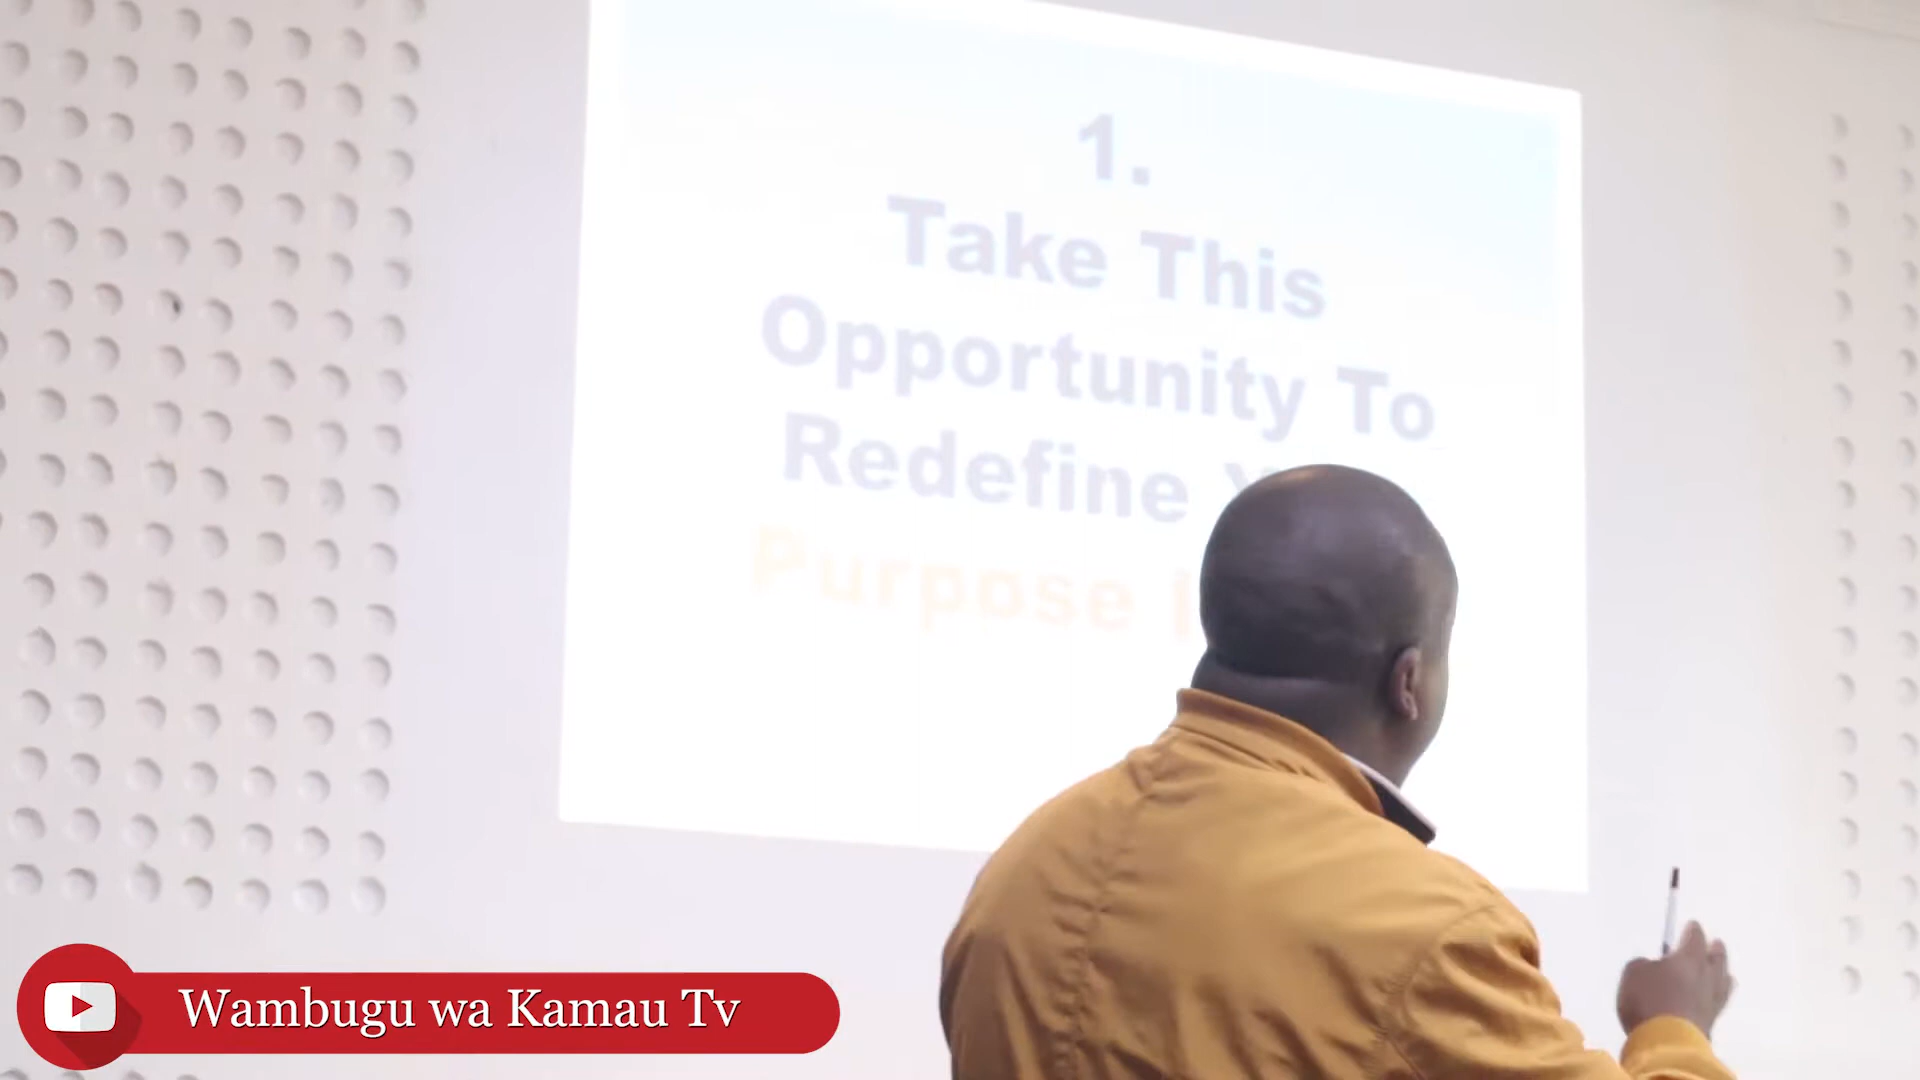 1.
Take This
Opportunity To
Redefine
Purpose
Wambugu wa Kamau Tv